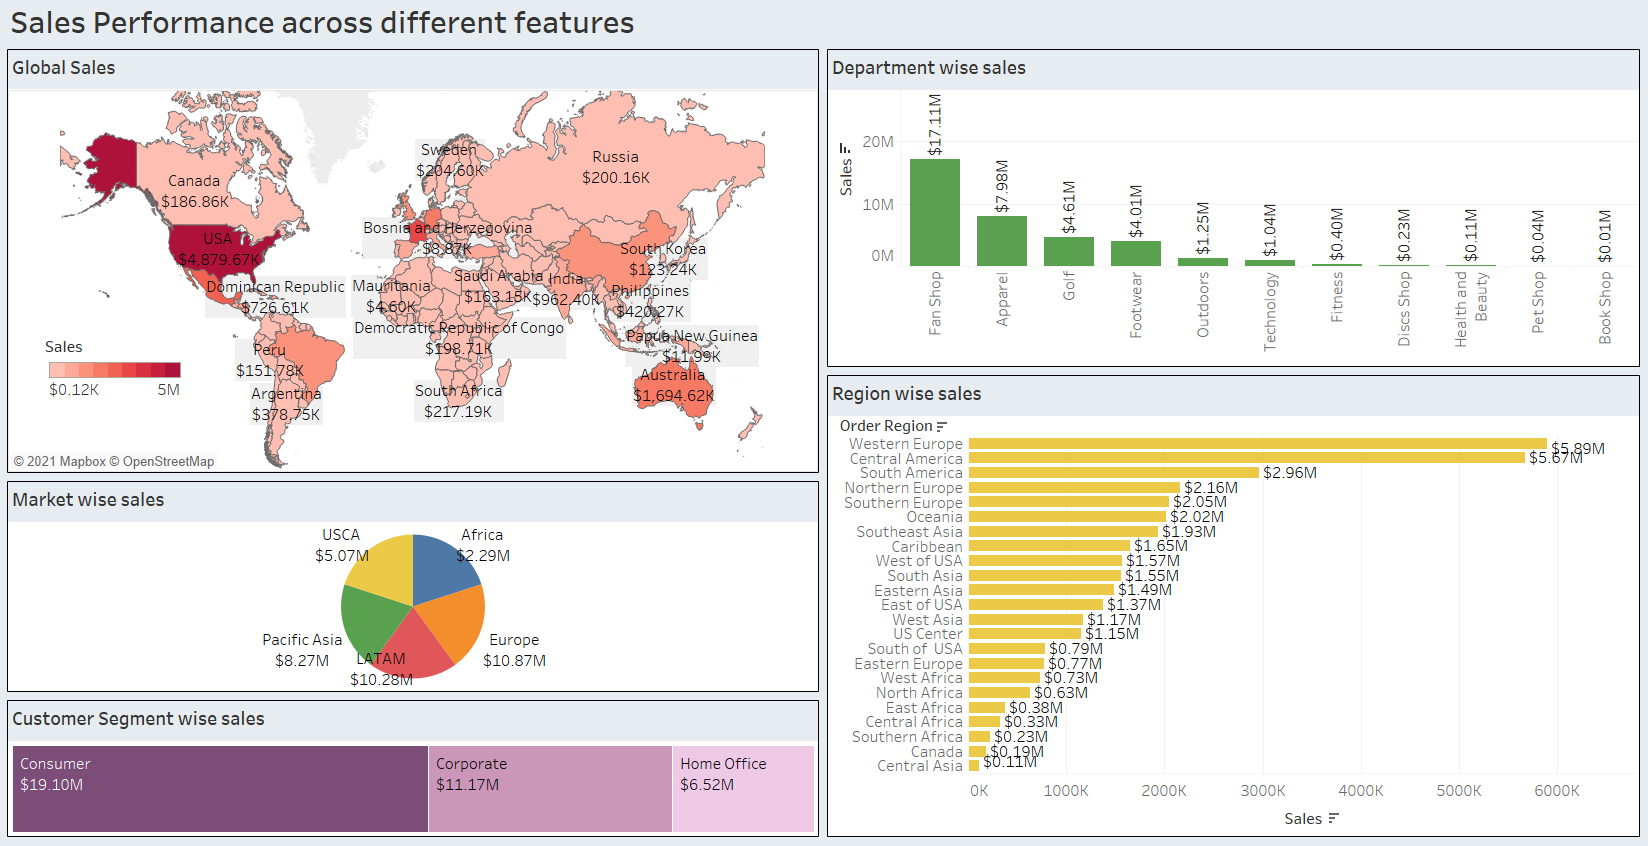 Sales Performance across different features
Global Sales
Canada
$186.86K
Sweden
$204.60K
Russia
$200.16K
USA
$4,879.67K
Bosnia and Herzegovina
$8.87K
South Korea
$123.24K
Dominican Republic
$726.61K
Mauritania
$4.60K
Saudi Arabia
$163.15K
India
$962.40K
Philippines
$420.27K
Democratic Republic of Congo
$198.71K
Papua New Guinea
$11.99K
Peru
$151.78K
Australia
$1,694.62K
Argentina
$378.75K
South Africa
$217.19K
Sales
$0.12K 5M
© 2021 Mapbox © OpenStreetMap
Market wise sales
USCA
$5.07M
Africa
$2.29M
Pacific Asia
$8.27M
LATAM
$10.28M
Europe
$10.87M
Customer Segment wise sales
Consumer
$19.10M
Corporate
$11.17M
Home Office
$6.52M
Department wise sales
Sales
20M
10M
0M
$17.11M
$7.98M
$4.61M
$4.01M
$1.25M
$1.04M
$0.40M
$0.23M
$0.11M
$0.04M
$0.01M
Fan Shop
Apparel
Golf
Footwear
Outdoors
Technology
Fitness
Discs Shop
Health and
Beauty
Pet Shop
Book Shop
Region wise sales
Order Region
Western Europe $5.89M
Central America $5.67M
South America $2.96M
Northern Europe $2.16M
Southern Europe $2.05M
Oceania $2.02M
Southeast Asia $1.93M
Caribbean $1.65M
West of USA $1.57M
South Asia $1.55M
Eastern Asia $1.49M
East of USA $1.37M
West Asia $1.17M
US Center $1.15M
South of USA $0.79M
Eastern Europe $0.77M
West Africa $0.73M
North Africa $0.63M
East Africa $0.38M
Central Africa $0.33M
Southern Africa $0.23M
Canada $0.19M
Central Asia $0.11M
0K 1000K 2000K 3000K 4000K 5000K 6000K
Sales